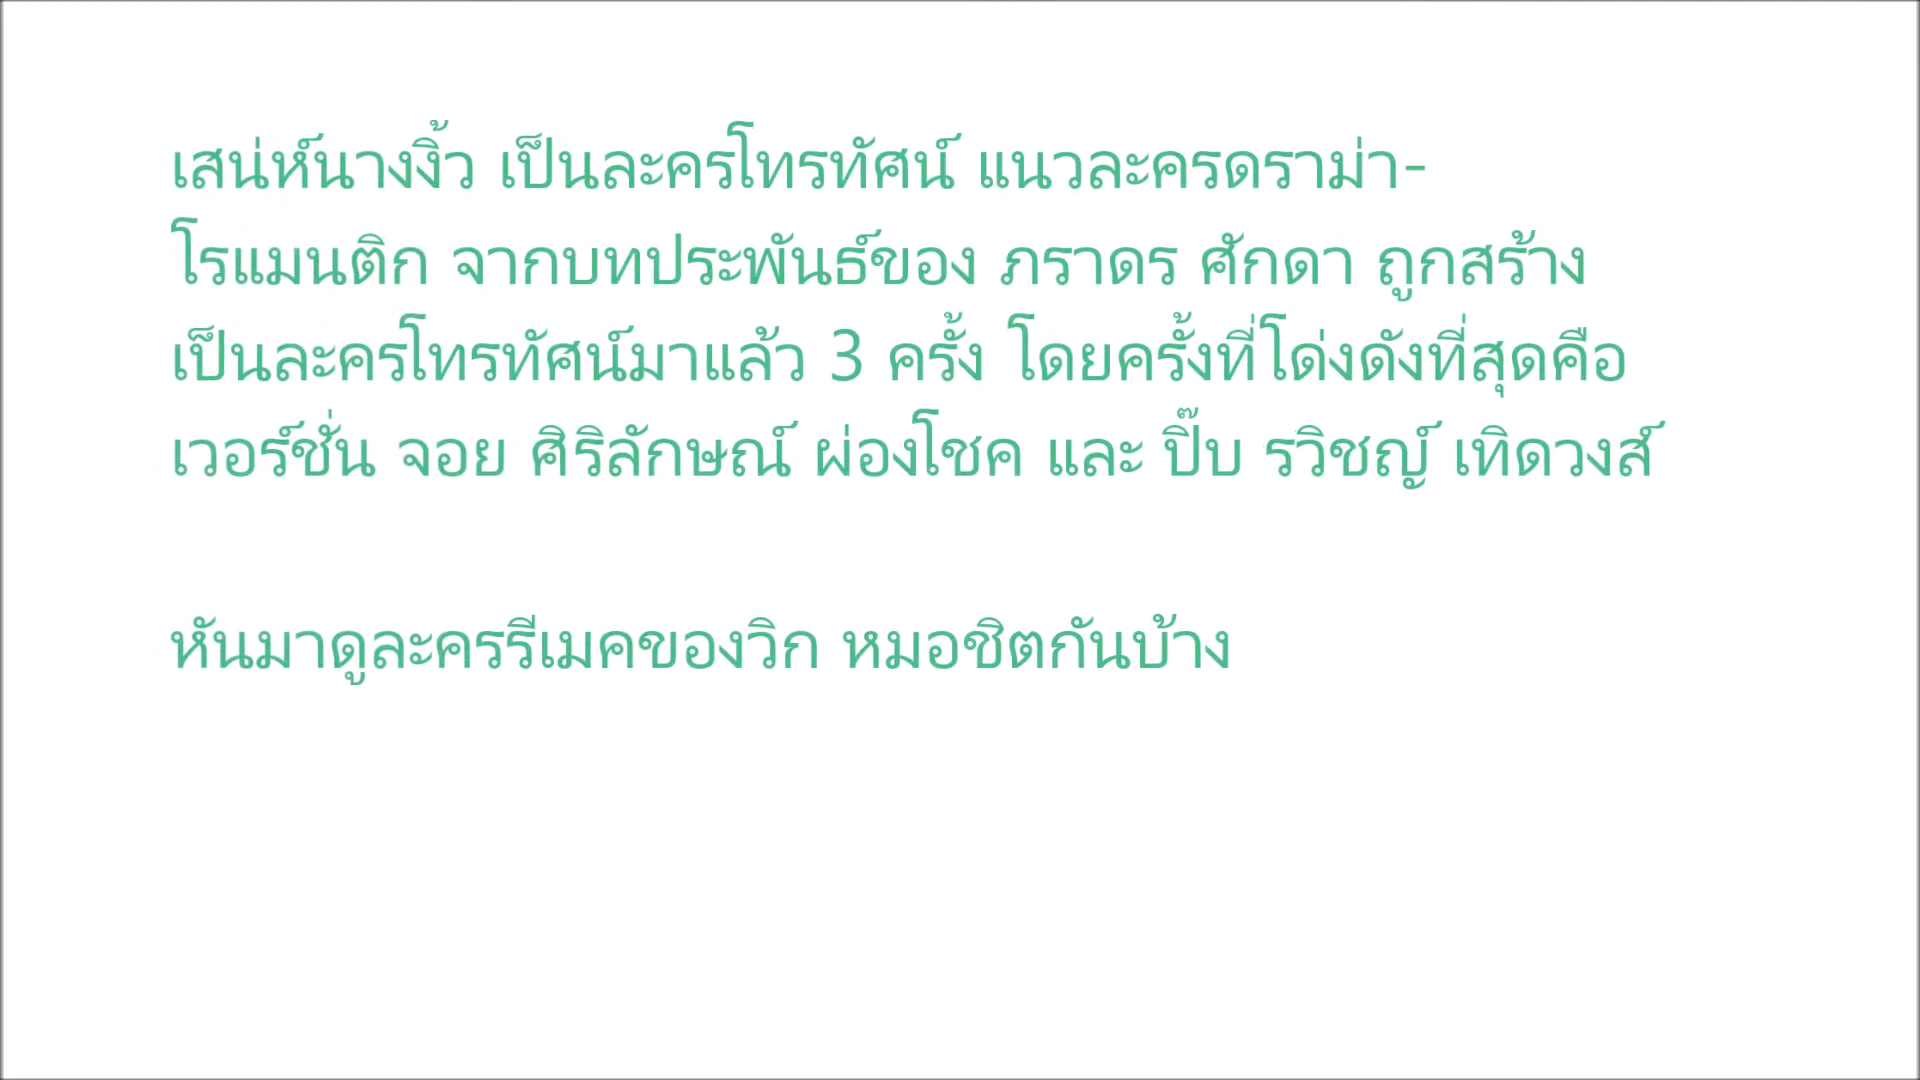 เสน่ห์นางงิ้ว เป็นละครโทรทัศน์ แนวละครดราม่า-
โรแมนติก จากบทประพันธ์ของ ภราดร ศักดา ถูกสร้าง
เป็นละครโทรทัศน์มาแล้ว 3 ครั้ง โดยครั้งที่โด่งดังที่สุดคือ
เวอร์ชั่น จอย ศิริลักษณ์ ผ่องโชค และ ปิ๊บ รวิชญ์ เทิดวงส์
หันมาดูละครรีเมคของวิก หมอชิตกันบ้าง